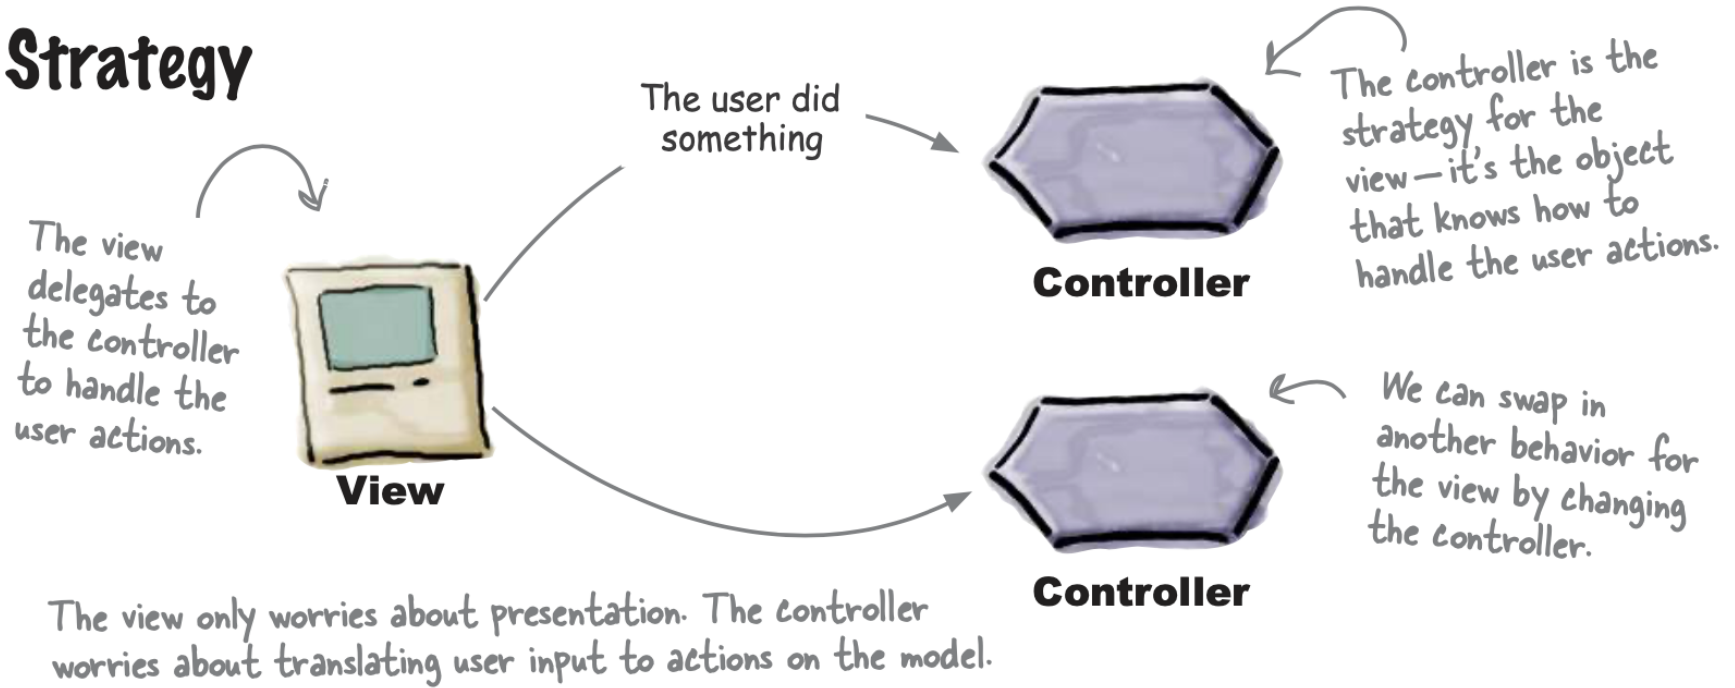 Strategy
The user did
something
The controller is the
strategy for the
view—it's the object
that knows how to
handle the user actions.
The view
delegates to
the controller
to handle the
user actions.
Controller
We can swap in
another behavior for
the view by changing
the controller.
View
Controller
The view only worries about presentation. The controller
worries about translating user input to actions on the model.